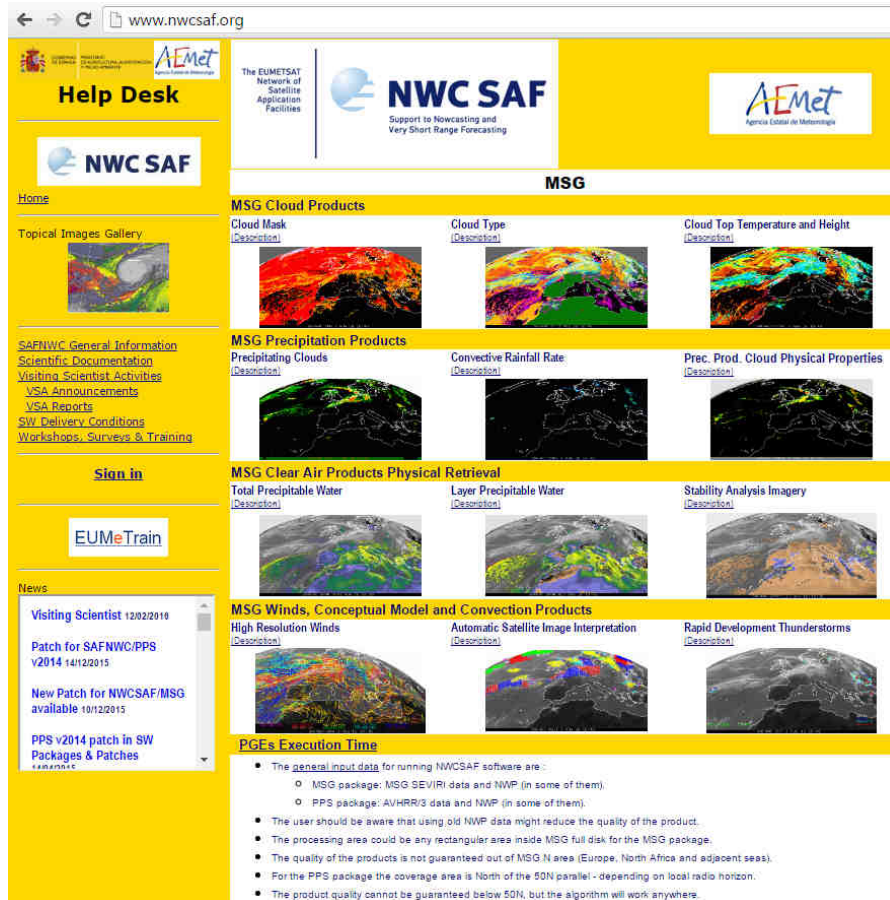 www.nwcsaf.org
GOBIERNO DE ESPAÑA
MINISTERIO DE AGRICULTURA, ALIMENTACIÓN Y MEDIO AMBIENTE
AEMet
Agencia Estatal de Meteorología
Help Desk
NWC SAF
Home
Topical Images Gallery
SAFNWC General Information
Scientific Documentation
Visiting Scientist Activities
VSA Announcements
VSA Reports
SW Delivery Conditions
Workshops, Surveys & Training
Sign in
EUMeTrain
News
Visiting Scientist 12/02/2010
Patch for SAFNWC/PPS
v2014 14/12/2015
New Patch for NWCSAF/MSG
available 10/12/2015
PPS v2014 patch in SW
Packages & Patches
The EUMETSAT
Network of
Satellite
Application
Facilities
NWC SAF
Support to Nowcasting and
Very Short Range Forecasting
AEMet
Agencia Estatal de Meteorología
MSG
MSG Cloud Products
Cloud Mask
(Description)
Cloud Type
(Description)
Cloud Top Temperature and Height
(Description)
MSG Precipitation Products
Precipitating Clouds
(Description)
Convective Rainfall Rate
(Description)
Prec. Prod. Cloud Physical Properties
(Description)
MSG Clear Air Products Physical Retrieval
Total Precipitable Water
(Description)
Layer Precipitable Water
(Description)
Stability Analysis Imagery
(Description)
MSG Winds, Conceptual Model and Convection Products
High Resolution Winds
(Description)
Automatic Satellite Image Interpretation
(Description)
Rapid Development Thunderstorms
(Description)
PGEs Execution Time
The general input data for running NWCSAF software are :
MSG package: MSG SEVIRI data and NWP (in some of them).
PPS package: AVHRR/3 data and NWP (in some of them).
The user should be aware that using old NWP data might reduce the quality of the product.
The processing area could be any rectangular area inside MSG full disk for the MSG package.
The quality of the products is not guaranteed out of MSG N area (Europe, North Africa and adjacent seas).
For the PPS package the coverage area is North of the 50N parallel - depending on local radio horizon.
The product quality cannot be guaranteed below 50N, but the algorithm will work anywhere.